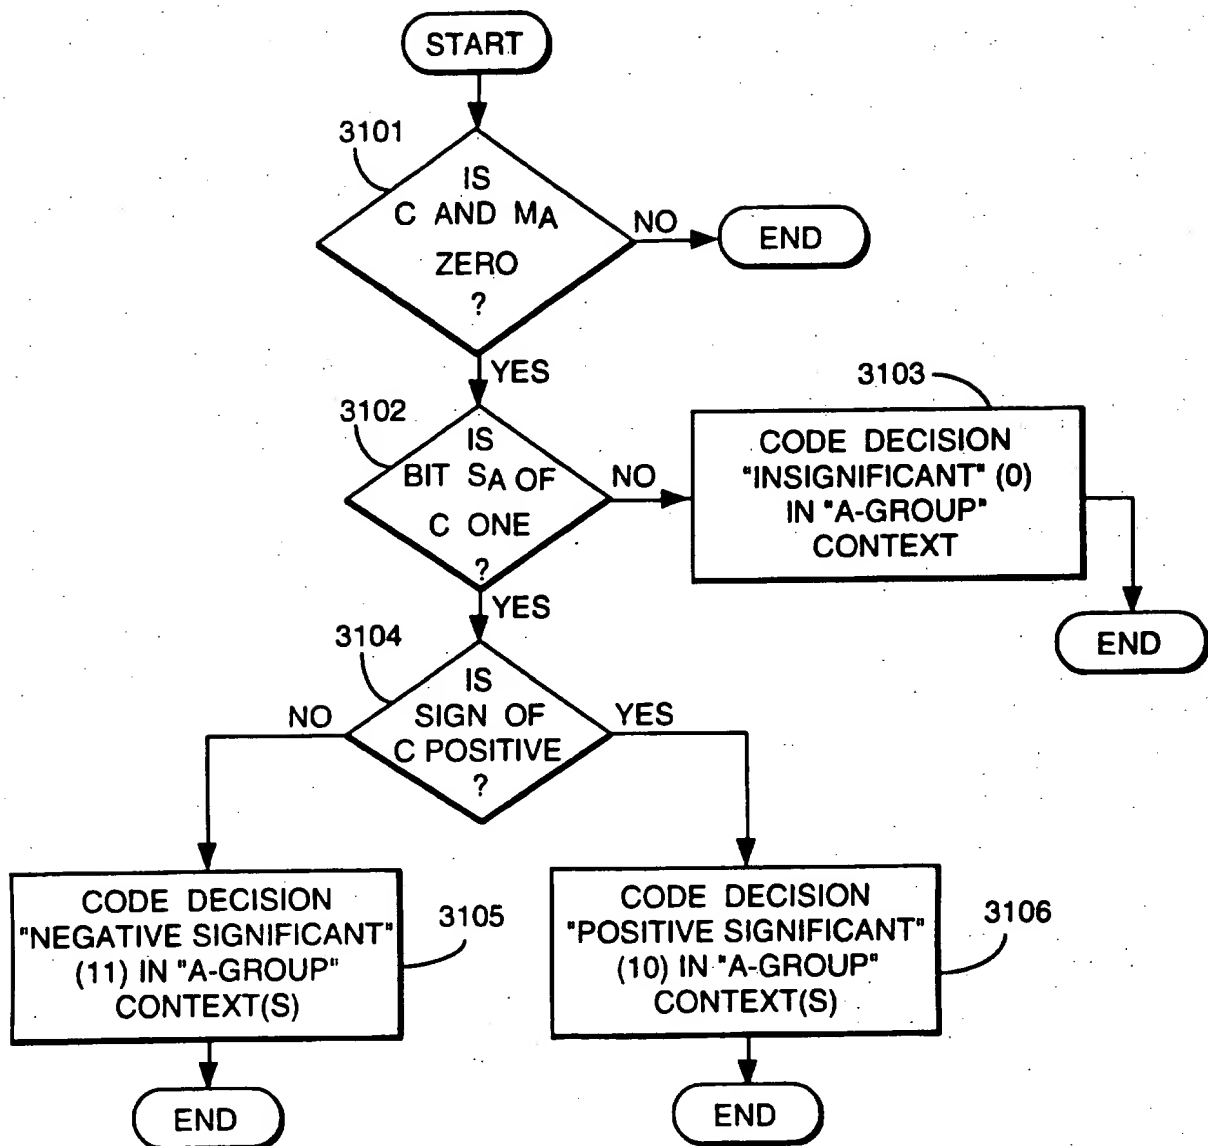 START
3101
IS
C AND MA
ZERO
?
NO
END
YES
3102
IS
BIT SA OF
C ONE
?
NO
3103
CODE DECISION
"INSIGNIFICANT" (0)
IN "A-GROUP"
CONTEXT
END
YES
3104
IS
SIGN OF
C POSITIVE
?
NO
YES
CODE DECISION
"NEGATIVE SIGNIFICANT"
(11) IN "A-GROUP"
CONTEXT(S)
3105
CODE DECISION
"POSITIVE SIGNIFICANT"
(10) IN "A-GROUP"
CONTEXT(S)
3106
END
END